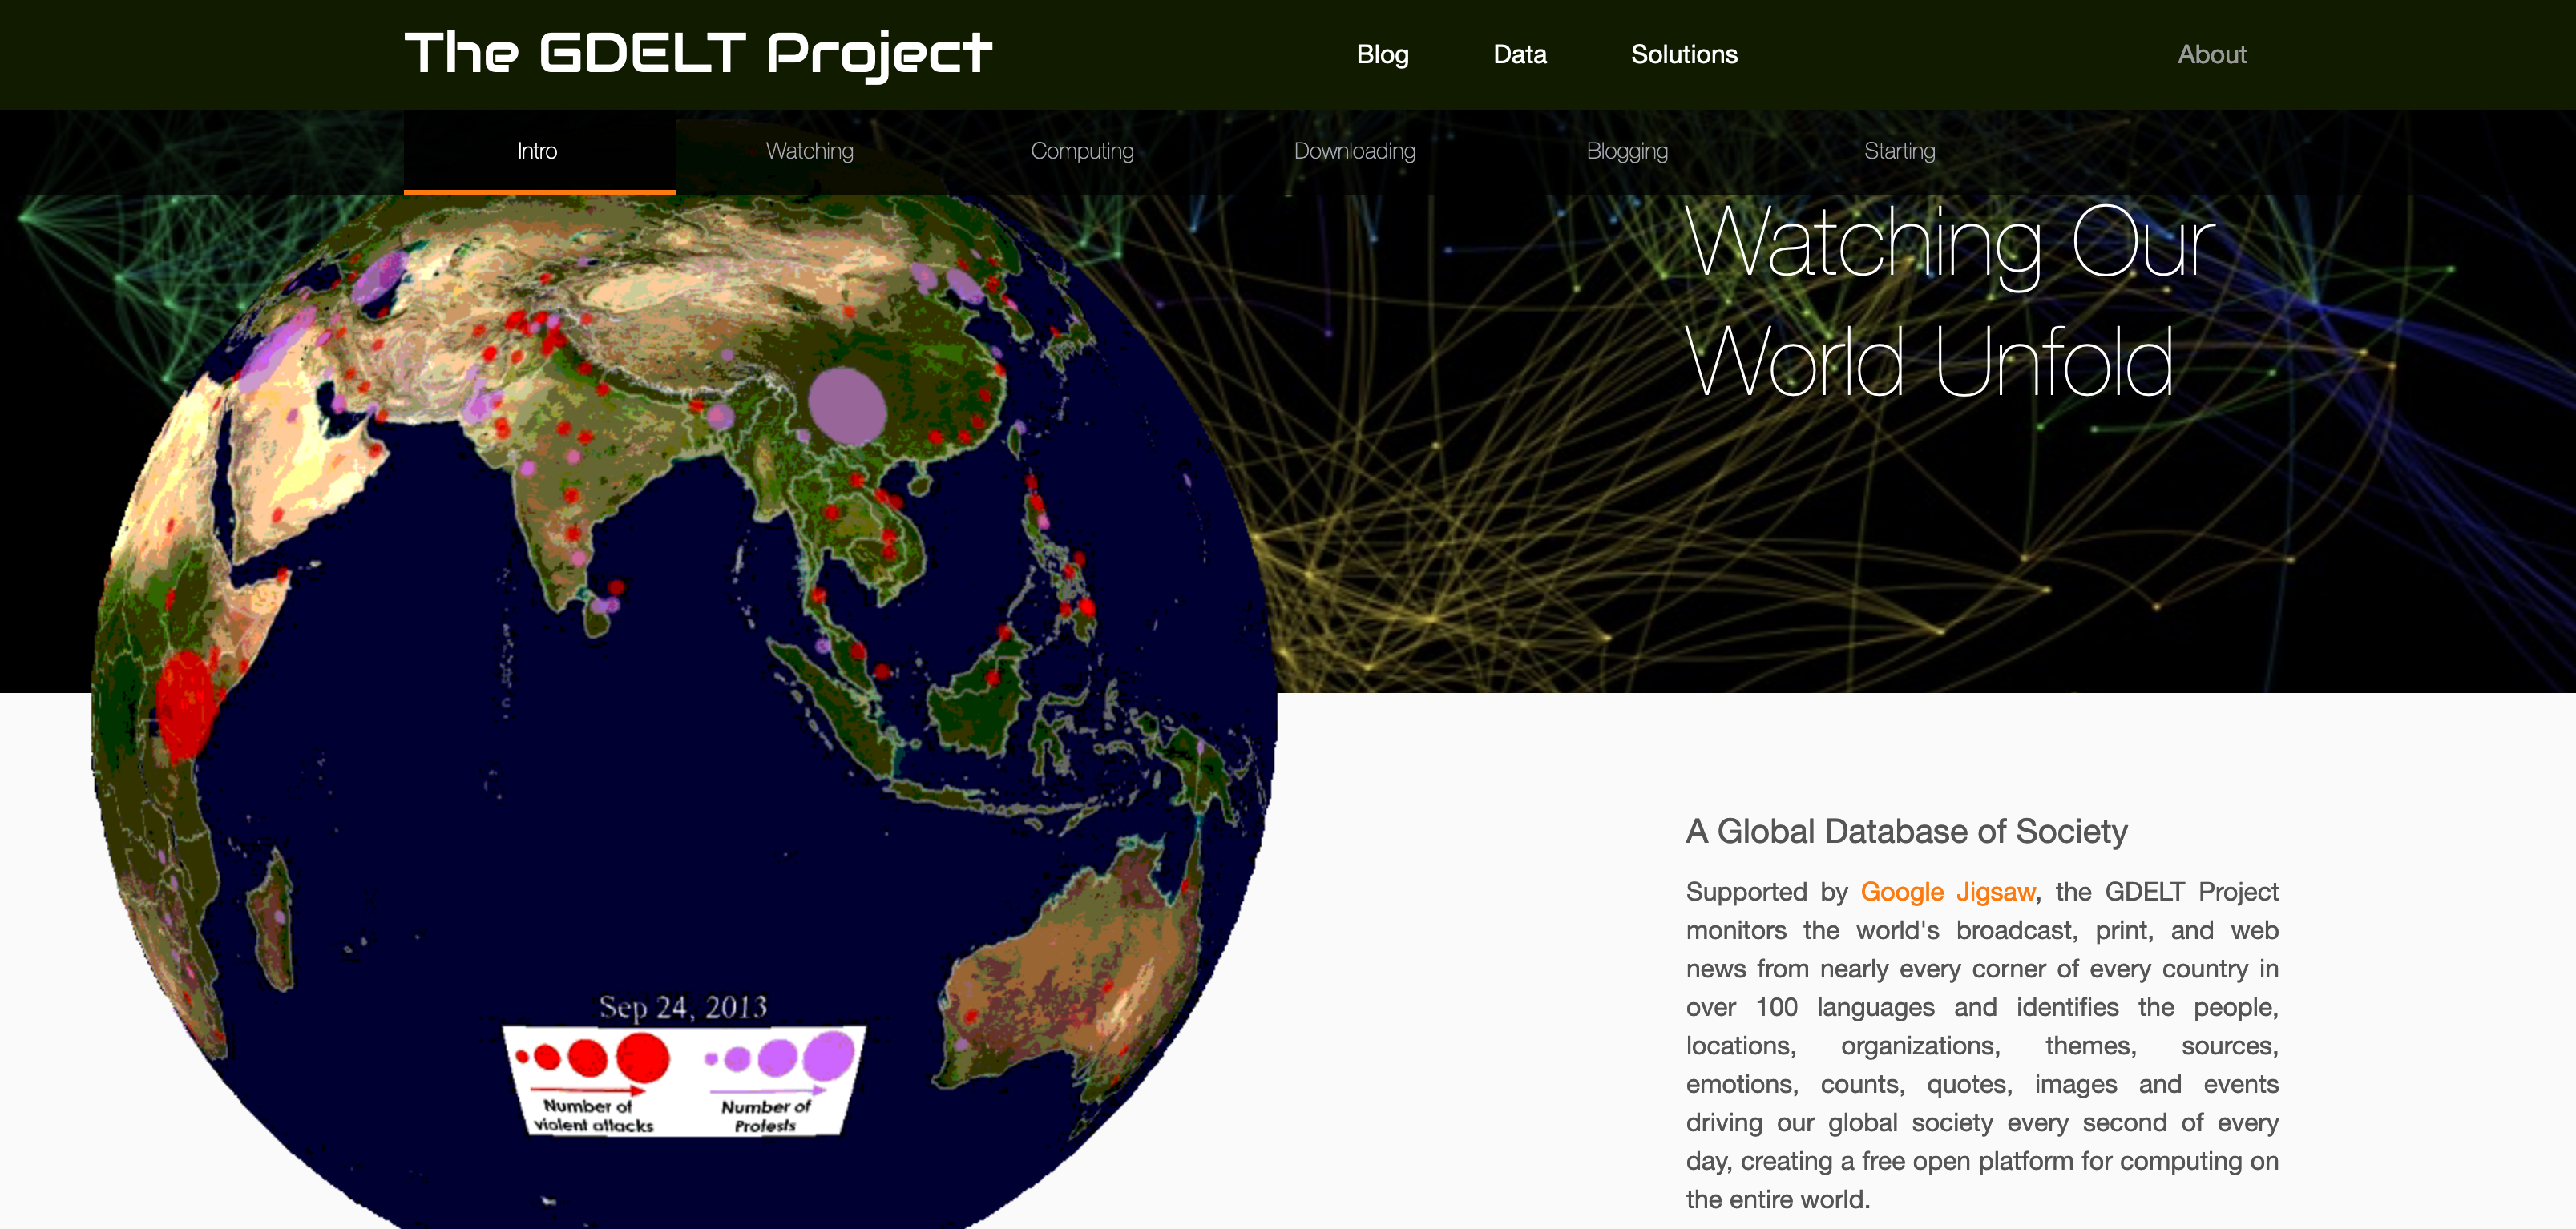 The GDELT Project
Blog
Data
Solutions
About
Intro
Watching
Computing
Downloading
Blogging
Starting
Watching Our
World Unfold
Sep 24, 2013
Number of
violent attacks
Number of
Protests
A Global Database of Society
Supported by Google Jigsaw, the GDELT Project
monitors the world's broadcast, print, and web
news from nearly every corner of every country in
over 100 languages and identifies the people,
locations, organizations, themes, sources,
emotions, counts, quotes, images and events
driving our global society every second of every
day, creating a free open platform for computing on
the entire world.